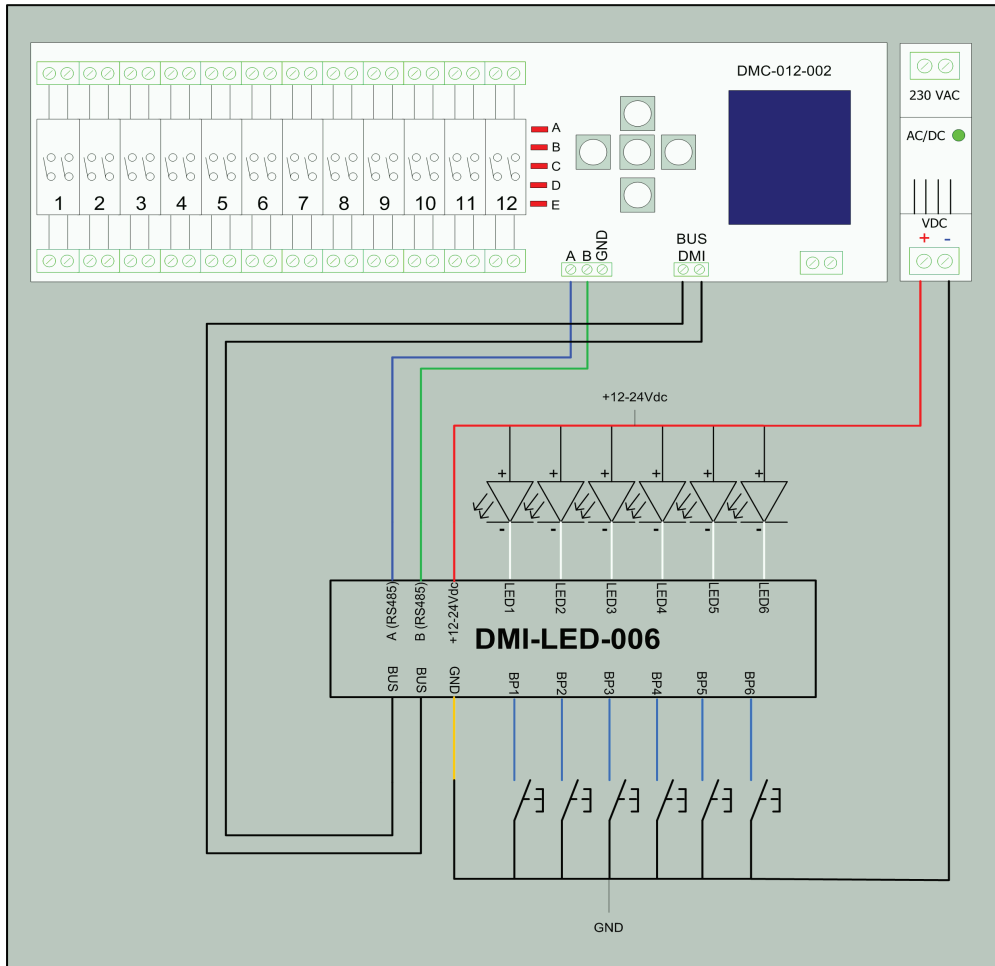 DMC-012-002
230 VAC
AC/DC
VDC
+ -
A
B
C
D
E
1 2 3 4 5 6 7 8 9 10 11 12
A B GND
BUS
DMI
+12-24Vdc
+ + + + + +
- - - - - -
A (RS485) B (RS485) +12-24Vdc LED1 LED2 LED3 LED4 LED5 LED6
DMI-LED-006
BUS BUS GND BP1 BP2 BP3 BP4 BP5 BP6
GND